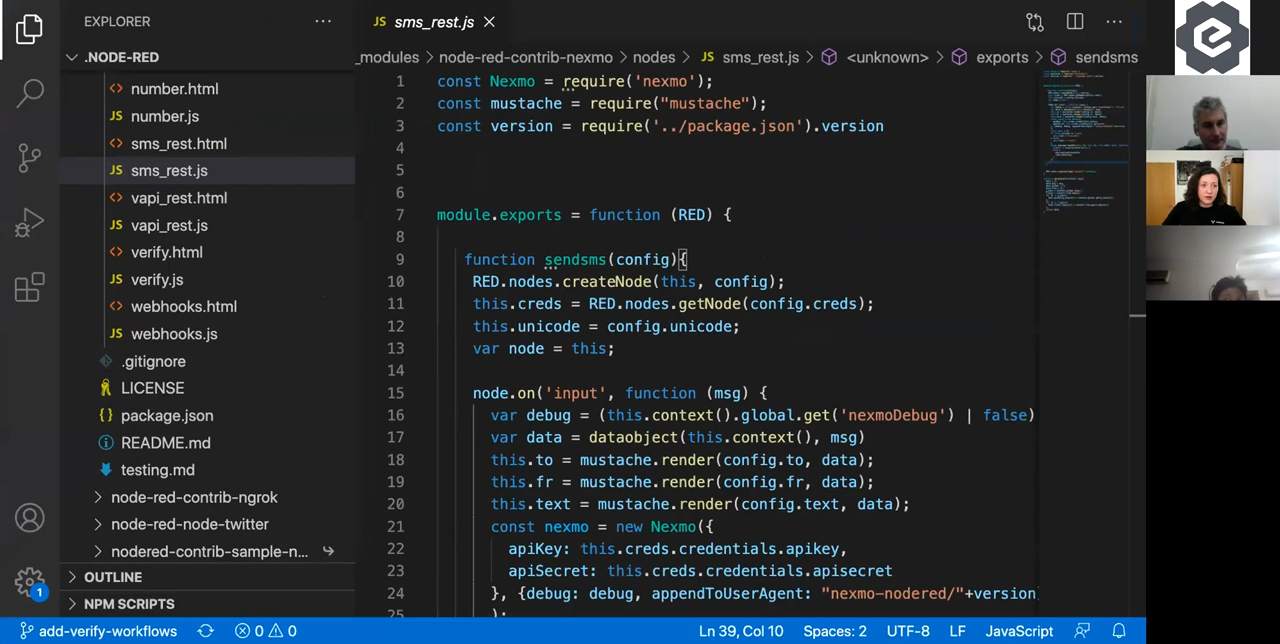 EXPLORER
.NODE-RED
number.html
JS number.js
sms_rest.html
JS sms_rest.js
vapi_rest.html
JS vapi_rest.js
verify.html
JS verify.js
webhooks.html
JS webhooks.js
.gitignore
LICENSE
{} package.json
README.md
testing.md
node-red-contrib-ngrok
node-red-node-twitter
nodered-contrib-sample-n...
OUTLINE
NPM SCRIPTS
1
JS sms_rest.js
_modules > node-red-contrib-nexmo > nodes > JS sms_rest.js > <unknown> > exports > sendsms
1 const Nexmo = require('nexmo');
2 const mustache = require("mustache");
3 const version = require('../package.json').version
4
5
6
7 module.exports = function (RED) {
8
9 function sendsms(config){
10 RED.nodes.createNode(this, config);
11 this.creds = RED.nodes.getNode(config.creds);
12 this.unicode = config.unicode;
13 var node = this;
14
15 node.on('input', function (msg) {
16 var debug = (this.context().global.get('nexmoDebug') | false)
17 var data = dataobject(this.context(), msg)
18 this.to = mustache.render(config.to, data);
19 this.fr = mustache.render(config.fr, data);
20 this.text = mustache.render(config.text, data);
21 const nexmo = new Nexmo({
22 apiKey: this.creds.credentials.apikey,
23 apiSecret: this.creds.credentials.apisecret
24 }, {debug: debug, appendToUserAgent: "nexmo-nodered/"+version
25 );
add-verify-workflows 0 0 Ln 39, Col 10 Spaces: 2 UTF-8 LF JavaScript